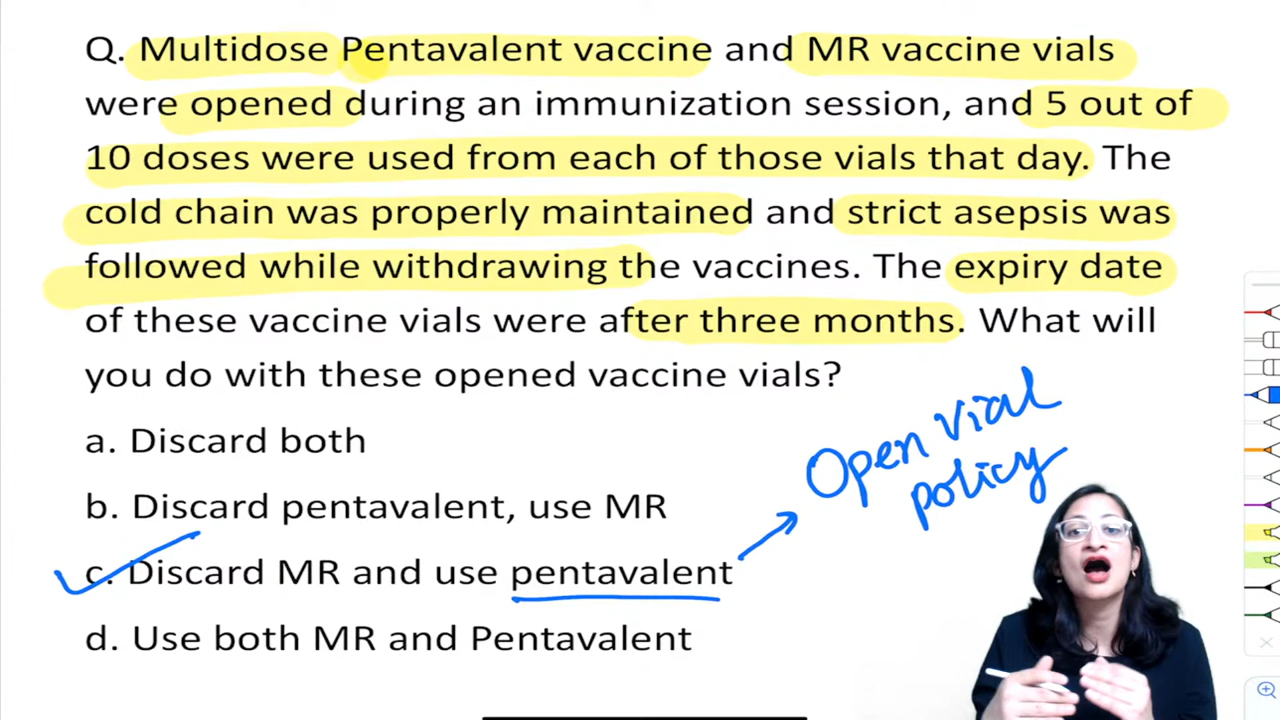 Q. Multidose Pentavalent vaccine and MR vaccine vials
were opened during an immunization session, and 5 out of
10 doses were used from each of those vials that day. The
cold chain was properly maintained and strict asepsis was
followed while withdrawing the vaccines. The expiry date
of these vaccine vials were after three months. What will
you do with these opened vaccine vials?
a. Discard both
b. Discard pentavalent, use MR
c. Discard MR and use pentavalent
d. Use both MR and Pentavalent
Open vial
policy